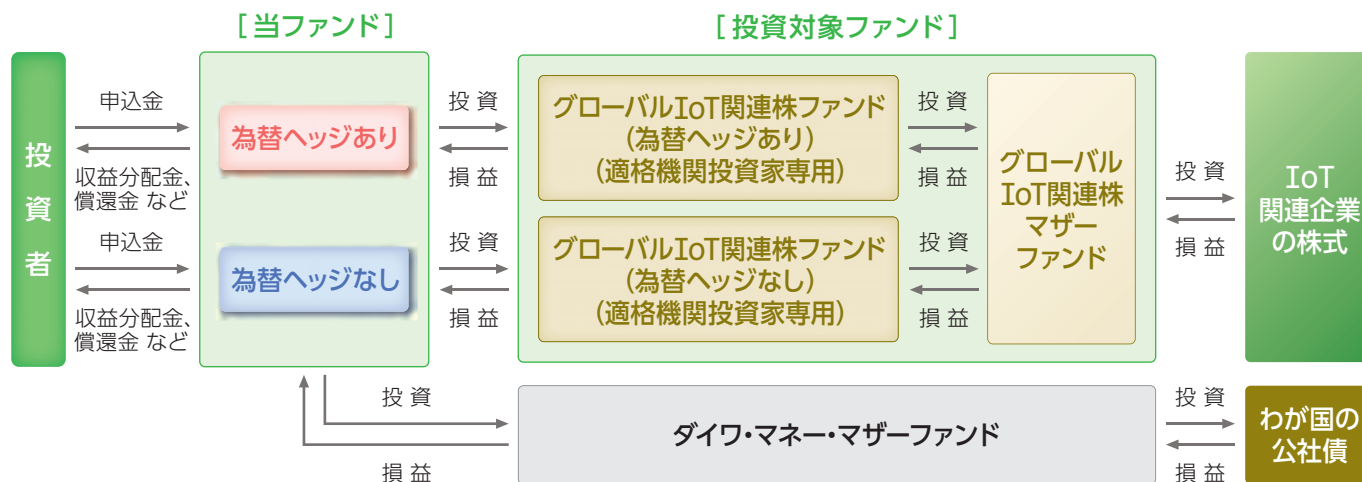 [当ファンド]
[投資対象ファンド]
投資者
申込金
収益分配金、
償還金 など
申込金
収益分配金、
償還金 など
為替ヘッジあり
為替ヘッジなし
投 資
損 益
投 資
損 益
グローバルIoT関連株ファンド
(為替ヘッジあり)
(適格機関投資家専用)
グローバルIoT関連株ファンド
(為替ヘッジなし)
(適格機関投資家専用)
投 資
損 益
投 資
損 益
グローバル
IoT関連株
マザー
ファンド
投 資
損 益
IoT
関連企業
の株式
投 資
損 益
ダイワ・マネー・マザーファンド
投 資
損 益
わが国の
公社債